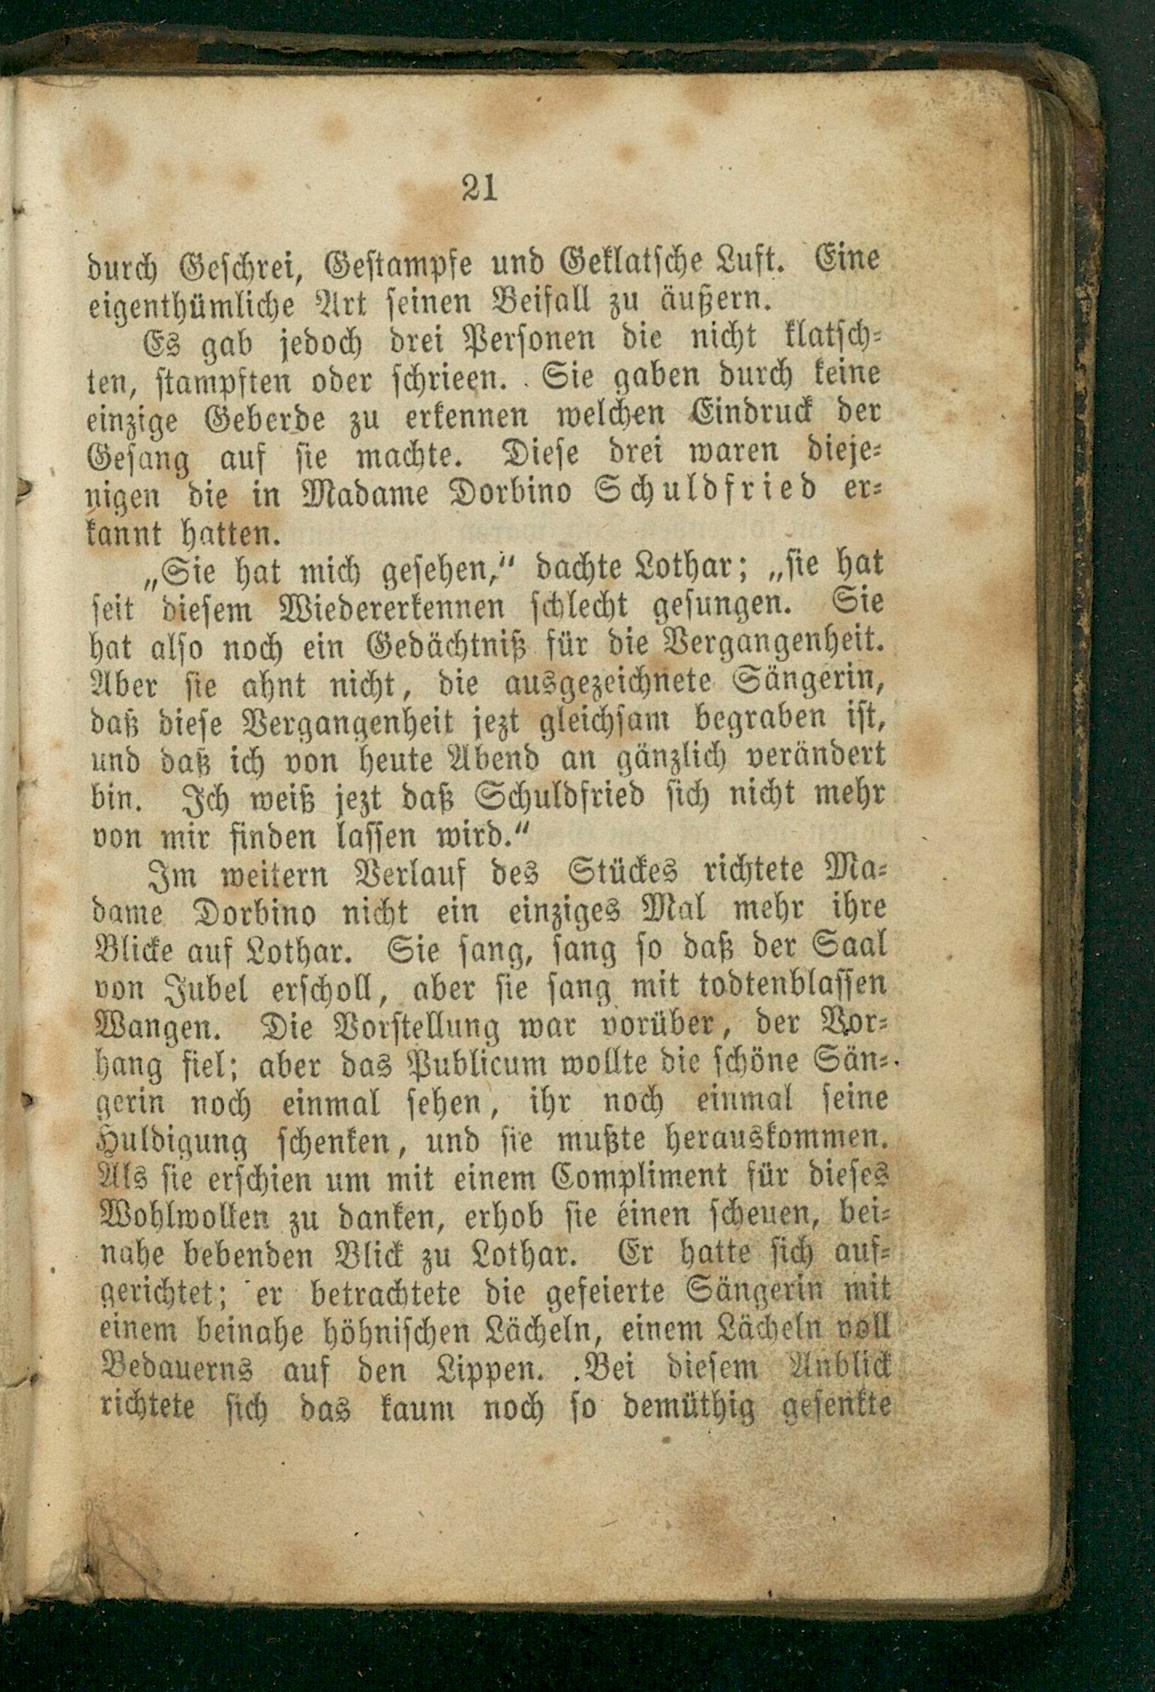 21
durch Geschrei, Gestampfe und Geklatsche Luft. Eine
eigenthümliche Art seinen Beifall zu äußern.
Es gab jedoch drei Personen die nicht klatsch-
ten, stampften oder schrieen. Sie gaben durch keine
einzige Geberde zu erkennen welchen Eindruck der
Gesang auf sie machte. Diese drei waren dieje-
nigen die in Madame Dorbino Schuldfried er-
kannt hatten.
„Sie hat mich gesehen,“ dachte Lothar; „sie hat
seit diesem Wiedererkennen schlecht gesungen. Sie
hat also noch ein Gedächtniß für die Vergangenheit.
Aber sie ahnt nicht, die ausgezeichnete Sängerin,
daß diese Vergangenheit jezt gleichsam begraben ist,
und daß ich von heute Abend an gänzlich verändert
bin. Ich weiß jezt daß Schuldfried sich nicht mehr
von mir finden lassen wird.“
Im weitern Verlauf des Stückes richtete Ma-
dame Dorbino nicht ein einziges Mal mehr ihre
Blicke auf Lothar. Sie sang, sang so daß der Saal
von Jubel erscholl, aber sie sang mit todtenblassen
Wangen. Die Vorstellung war vorüber, der Vor-
hang fiel; aber das Publicum wollte die schöne Sän-
gerin noch einmal sehen, ihr noch einmal seine
Huldigung schenken, und sie mußte herauskommen.
Als sie erschien um mit einem Compliment für dieses
Wohlwollen zu danken, erhob sie einen scheuen, bei-
nahe bebenden Blick zu Lothar. Er hatte sich auf-
gerichtet; er betrachtete die gefeierte Sängerin mit
einem beinahe höhnischen Lächeln, einem Lächeln voll
Bedauerns auf den Lippen. Bei diesem Anblick
richtete sich das kaum noch so demüthig gesenkte